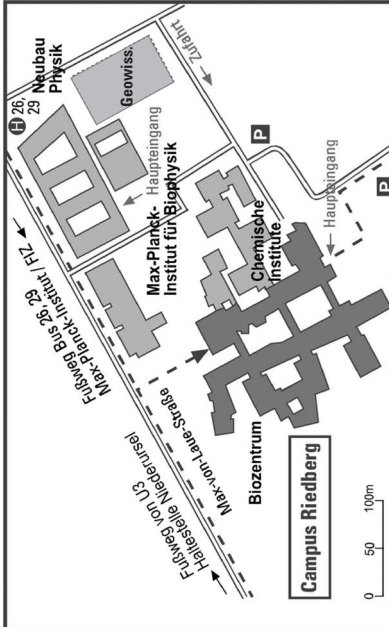 H 26,
29
Neubau
Physik
Geowiss.
Zufahrt
Haupteingang
P
Fußweg Bus 26, 29
Max-Planck-Institut / FIZ
Max-Planck-
Institut für Biophysik
Chemische
Institute
Haupteingang
P
Max-von-Laue-Straße
Fußweg von U3
Haltestelle Niederursel
Biozentrum
Campus Riedberg
0 50 100m